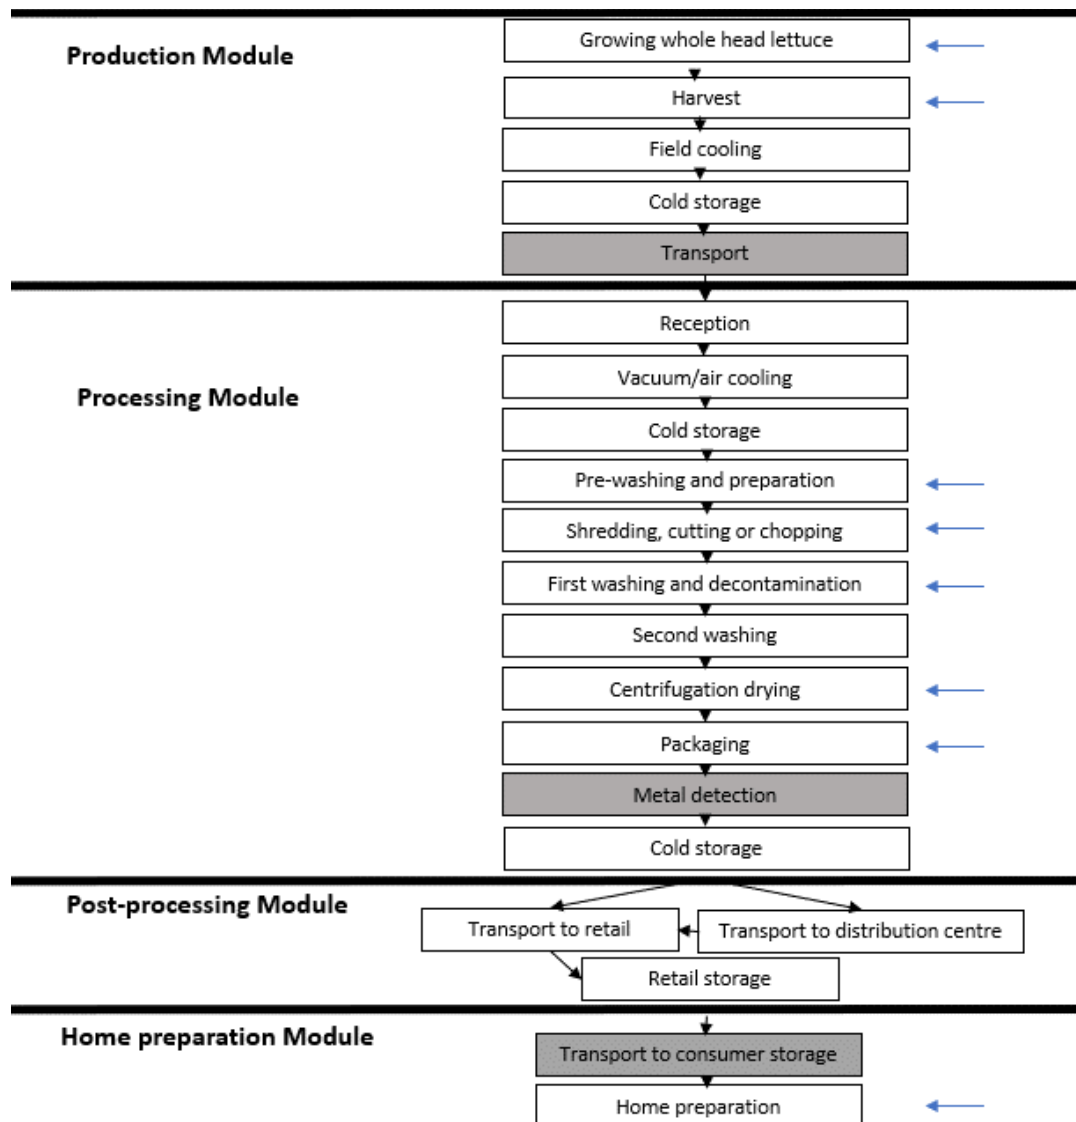 Production Module
Growing whole head lettuce
Harvest
Field cooling
Cold storage
Transport
Processing Module
Reception
Vacuum/air cooling
Cold storage
Pre-washing and preparation
Shredding, cutting or chopping
First washing and decontamination
Second washing
Centrifugation drying
Packaging
Metal detection
Cold storage
Post-processing Module
Transport to retail
Transport to distribution centre
Retail storage
Home preparation Module
Transport to consumer storage
Home preparation